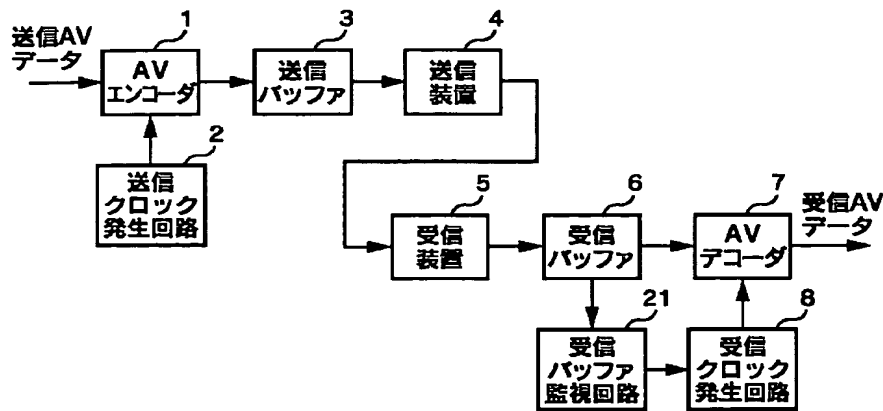 送信AV
データ
1
AV
エンコーダ
3
送信
バッファ
4
送信
装置
2
送信
クロック
発生回路
5
受信
装置
6
受信
バッファ
7
AV
デコーダ
受信AV
データ
21
受信
バッファ
監視回路
8
受信
クロック
発生回路